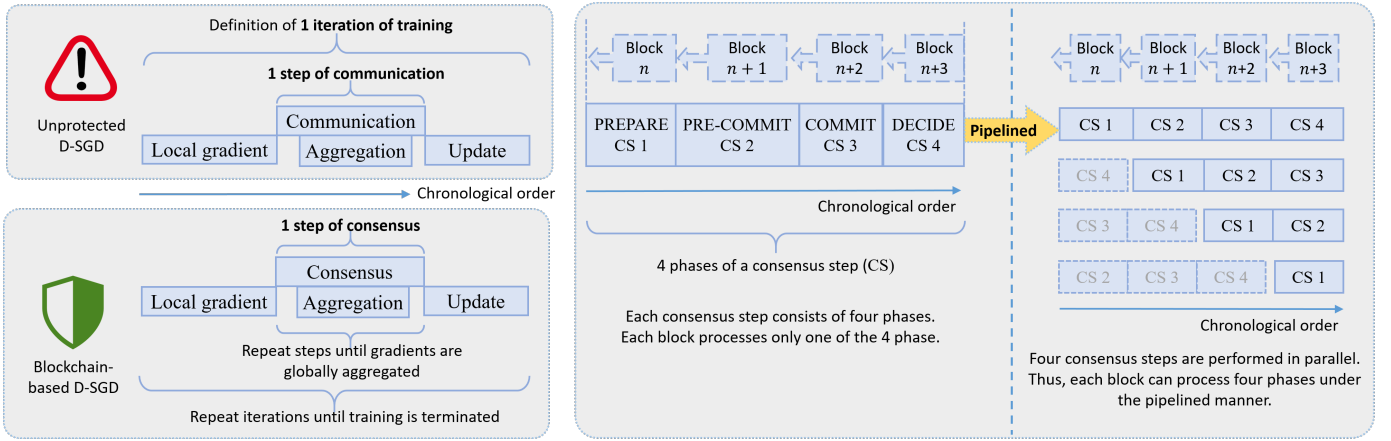 Definition of 1 iteration of training
1 step of communication
Unprotected
D-SGD
Communication
Local gradient
Aggregation
Update
Chronological order
1 step of consensus
Consensus
Local gradient
Aggregation
Update
Blockchain-
based D-SGD
Repeat steps until gradients are
globally aggregated
Repeat iterations until training is terminated
Block
n
Block
n + 1
Block
n+2
Block
n+3
PREPARE
CS 1
PRE-COMMIT
CS 2
COMMIT
CS 3
DECIDE
CS 4
Chronological order
4 phases of a consensus step (CS)
Each consensus step consists of four phases.
Each block processes only one of the 4 phase.
Pipelined
Block
n
Block
n + 1
Block
n+2
Block
n+3
CS 1 CS 2 CS 3 CS 4
CS 4 CS 1 CS 2 CS 3
CS 3 CS 4 CS 1 CS 2
CS 2 CS 3 CS 4 CS 1
Chronological order
Four consensus steps are performed in parallel.
Thus, each block can process four phases under
the pipelined manner.